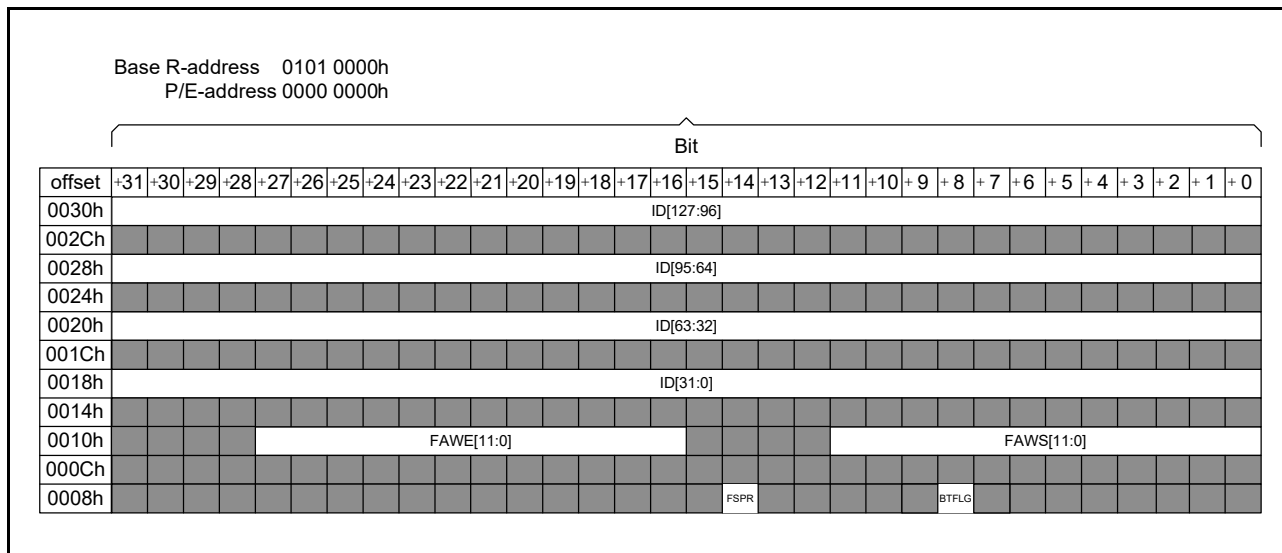 Base R-address 0101 0000h
P/E-address 0000 0000h
Bit
offset +31 +30 +29 +28 +27 +26 +25 +24 +23 +22 +21 +20 +19 +18 +17 +16 +15 +14 +13 +12 +11 +10 + 9 + 8 + 7 + 6 + 5 + 4 + 3 + 2 + 1 + 0
0030h ID[127:96]
002Ch
0028h ID[95:64]
0024h
0020h ID[63:32]
001Ch
0018h ID[31:0]
0014h
0010h FAWE[11:0] FAWS[11:0]
000Ch
0008h FSPR BTFLG